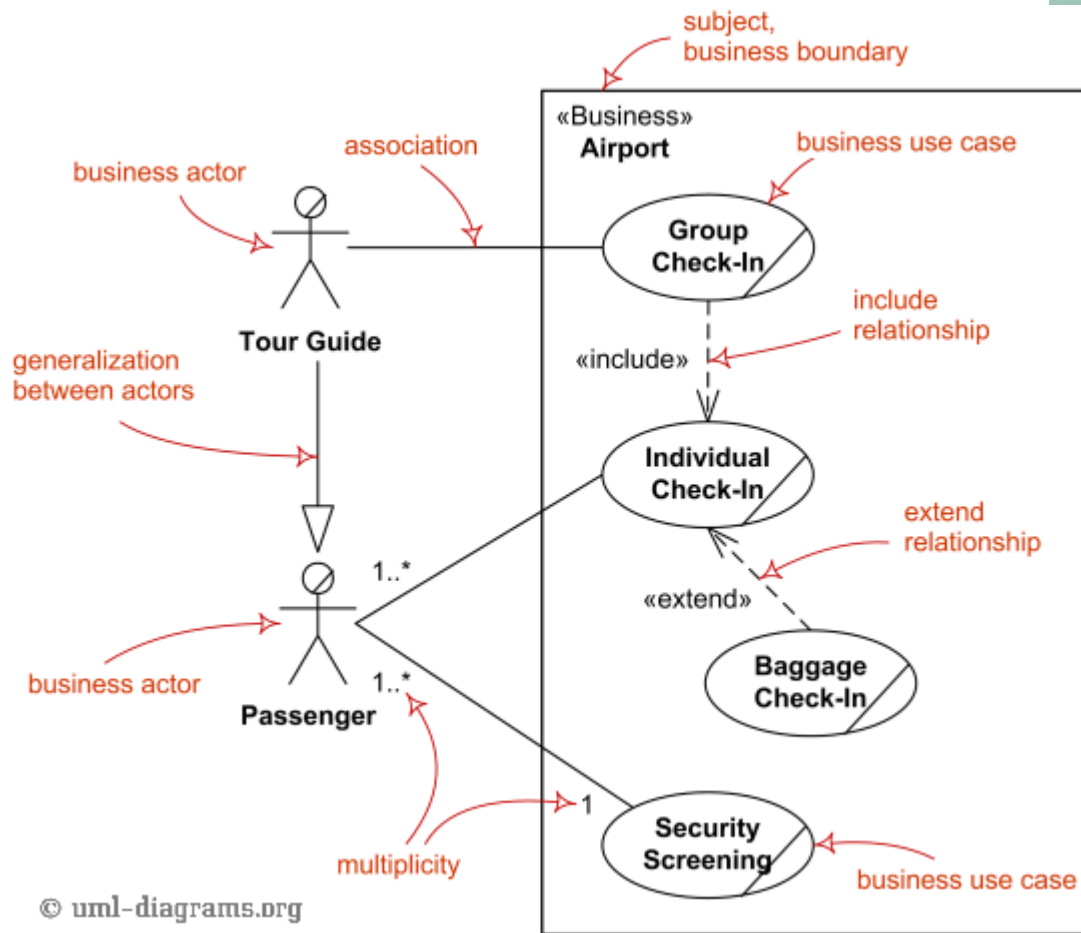 subject,
business boundary
«Business»
Airport
business use case
association
business actor
Group
Check-In
Tour Guide
include
relationship
«include»
generalization
between actors
Individual
Check-In
extend
relationship
1..*
«extend»
Baggage
Check-In
business actor
1..*
Passenger
1
multiplicity
Security
Screening
business use case
© uml-diagrams.org